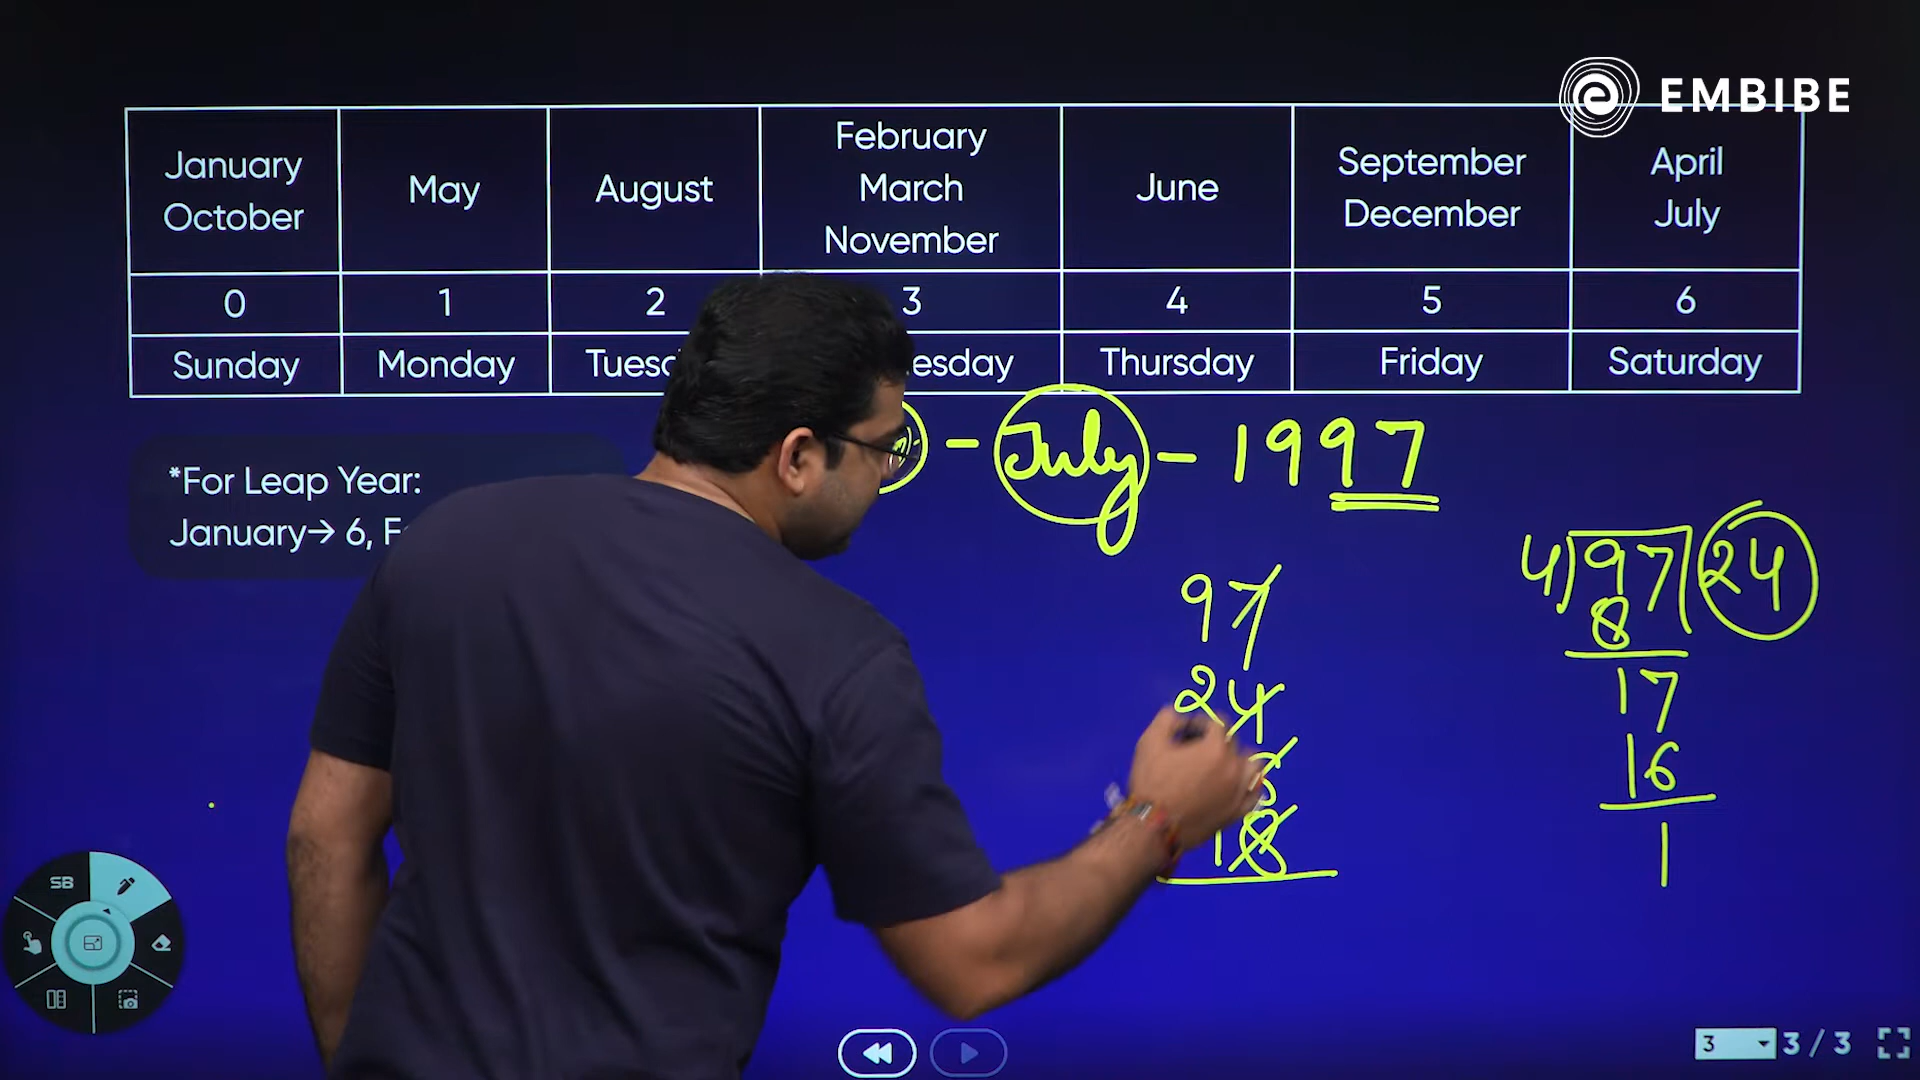 EMBIBE
January
October
May
August
February
March
November
June
September
December
April
July
0 1 2 3 4 5 6
Sunday Monday Thursday Friday Saturday
- July - 1997
*For Leap Year:
January→ 6,
97
24
18
4)97(24
8
17
16
1
SB
3
3 / 3